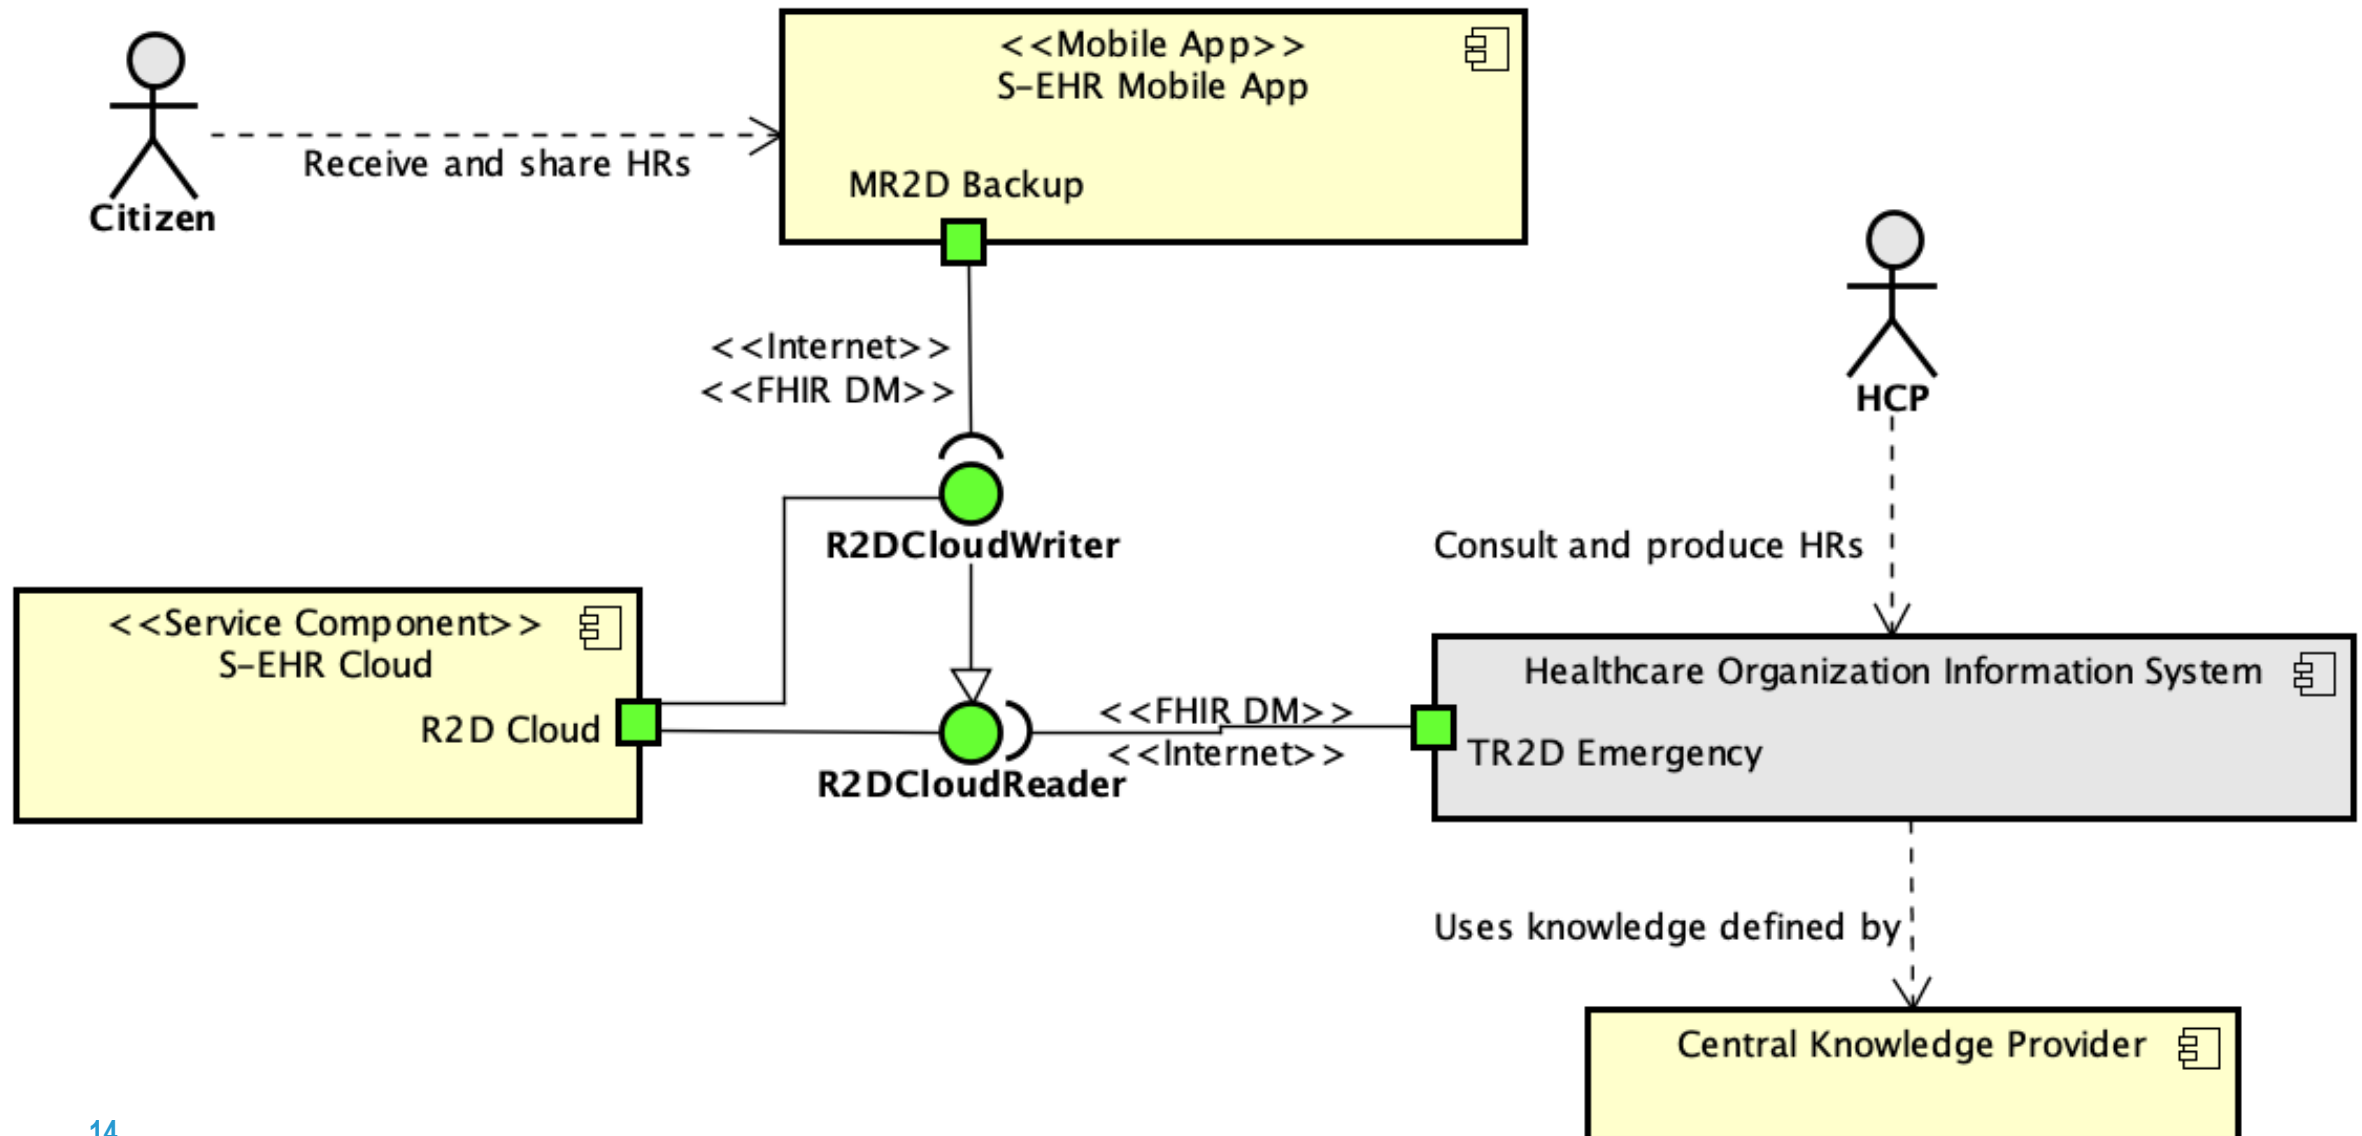 <<Mobile App>>
S-EHR Mobile App
Receive and share HRs
MR2D Backup
Citizen
<<Internet>>
<<FHIR DM>>
HCP
R2DCloudWriter
Consult and produce HRs
<<Service Component>>
S-EHR Cloud
R2D Cloud
<<FHIR DM>>
<<Internet>>
R2DCloudReader
Healthcare Organization Information System
TR2D Emergency
Uses knowledge defined by
Central Knowledge Provider
14